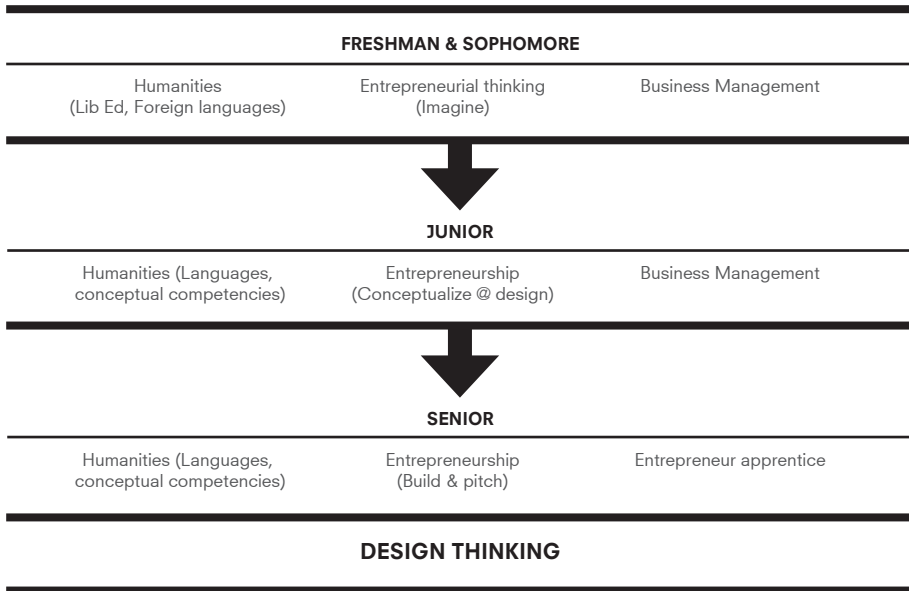 FRESHMAN & SOPHOMORE
Humanities
(Lib Ed, Foreign languages)
Entrepreneurial thinking
(Imagine)
Business Management
JUNIOR
Humanities (Languages,
conceptual competencies)
Entrepreneurship
(Conceptualize @ design)
Business Management
SENIOR
Humanities (Languages,
conceptual competencies)
Entrepreneurship
(Build & pitch)
Entrepreneur apprentice
DESIGN THINKING